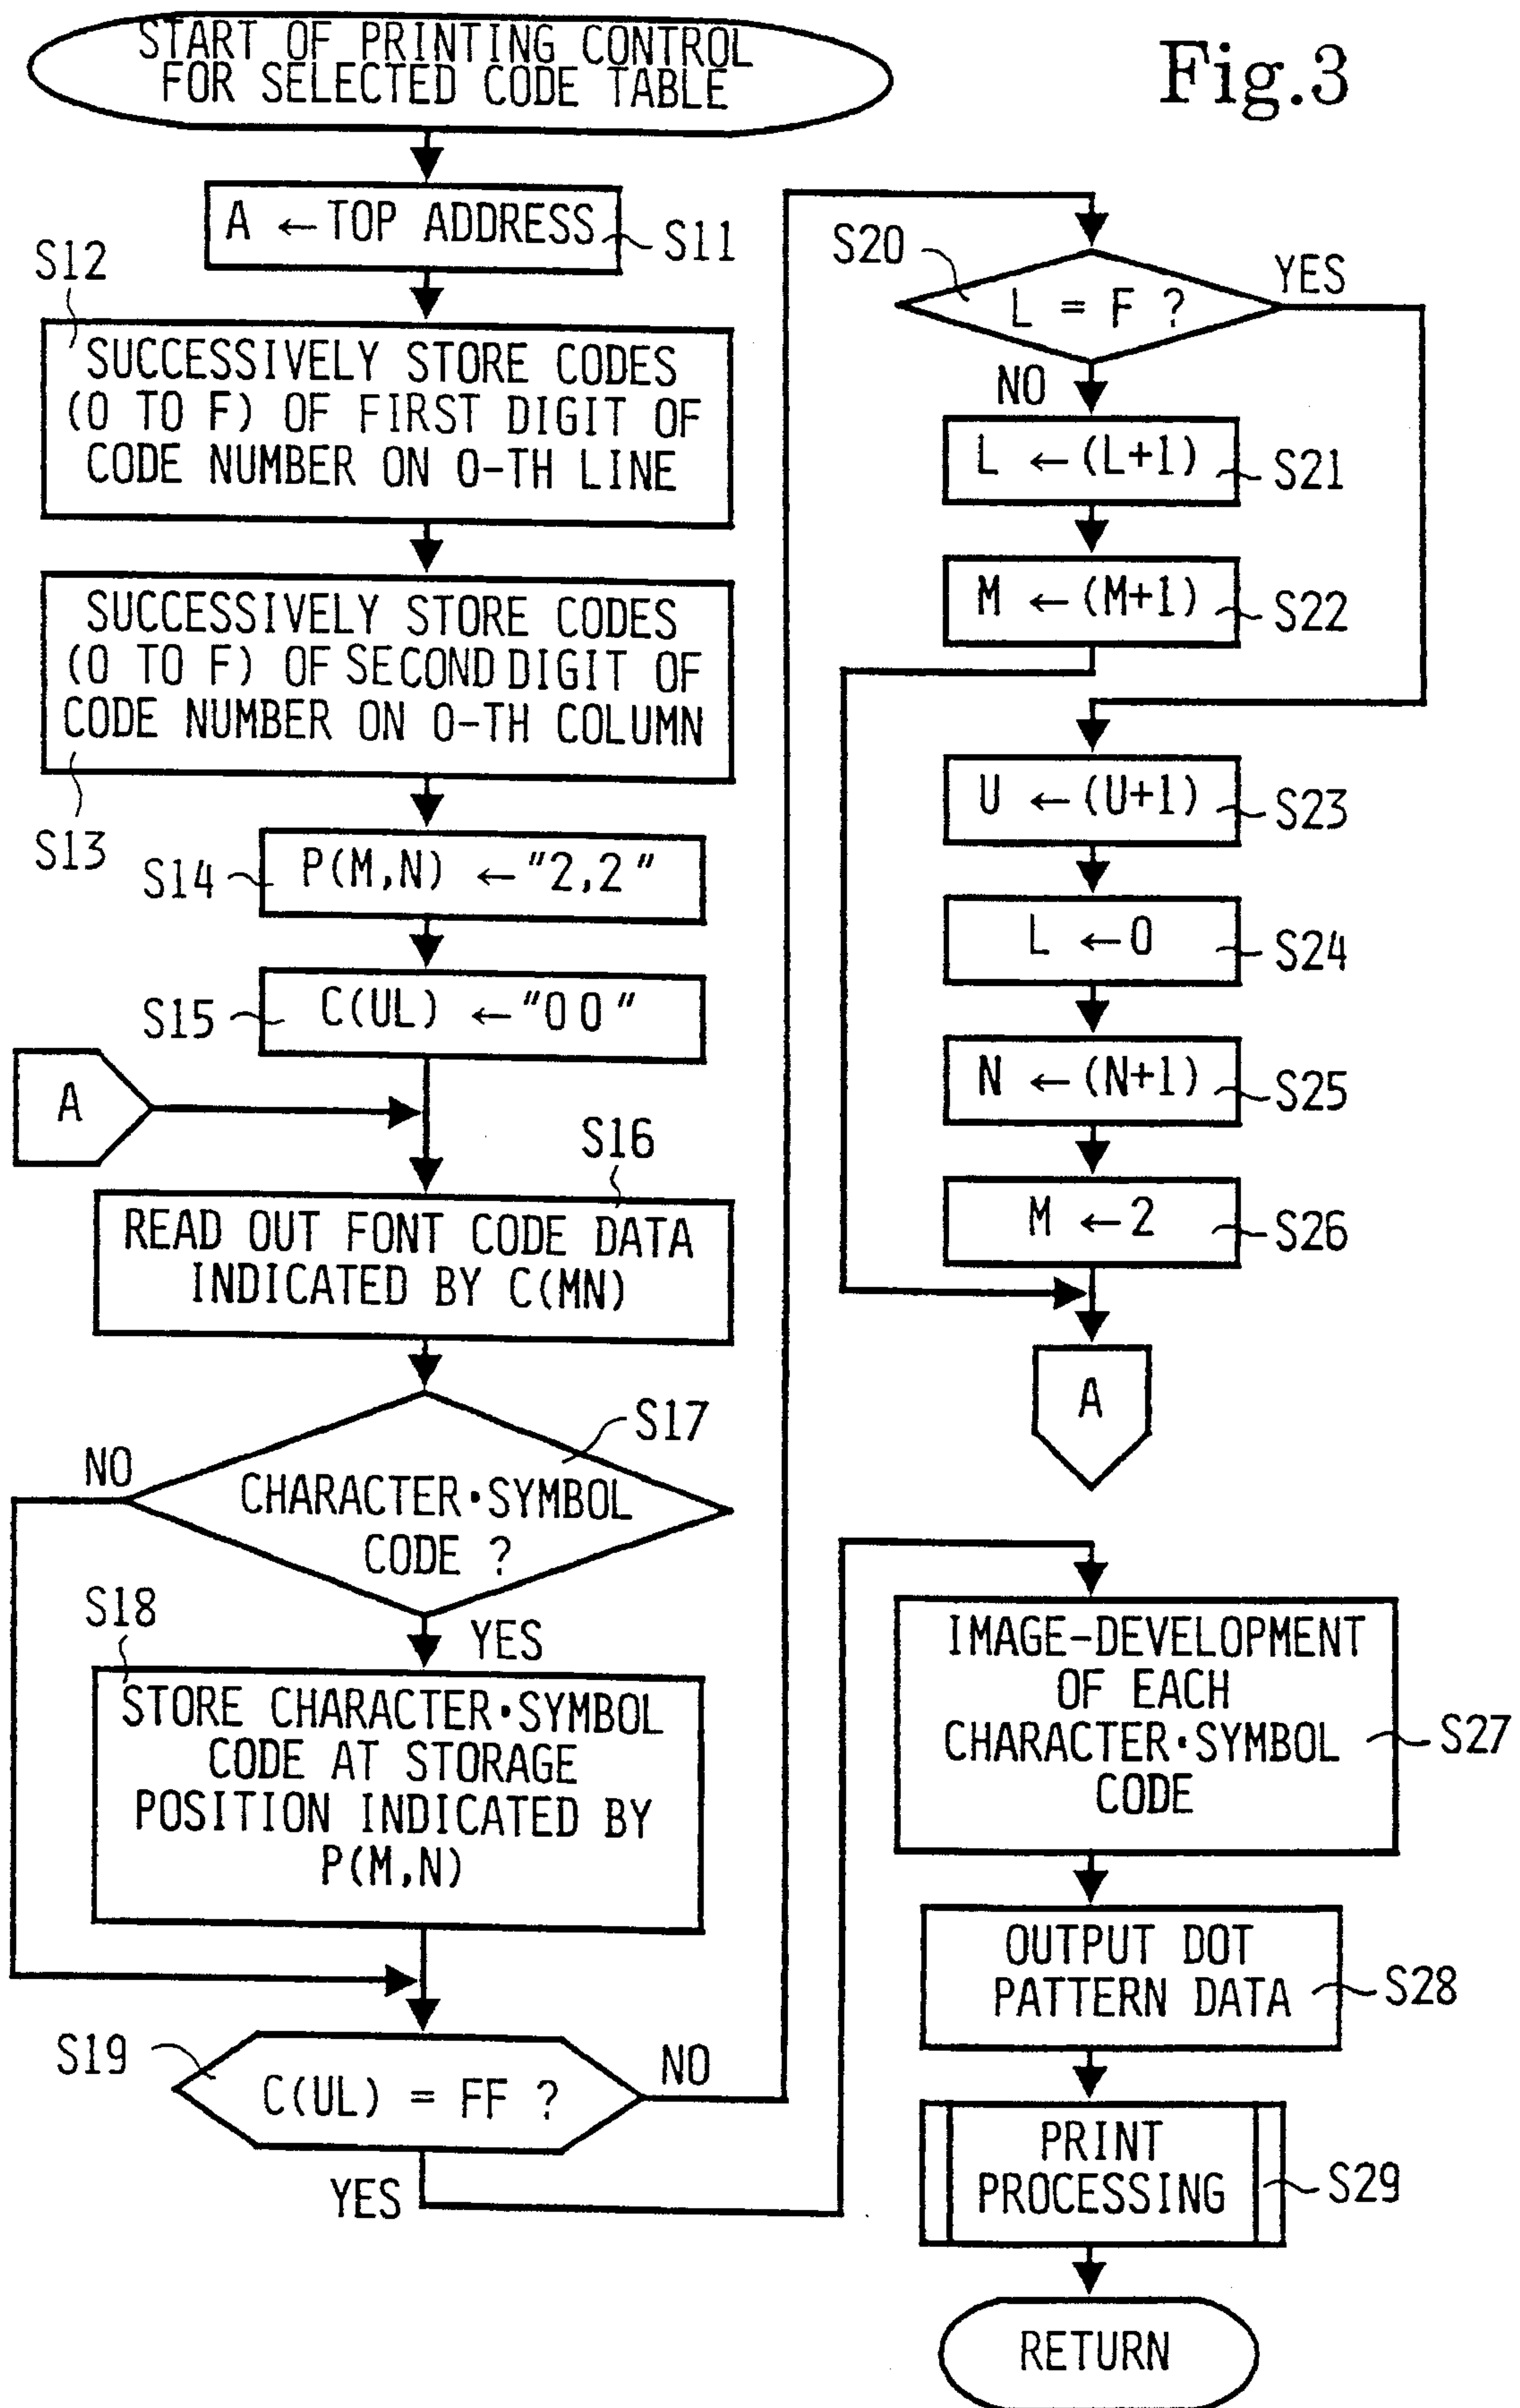 START OF PRINTING CONTROL
FOR SELECTED CODE TABLE
Fig.3
A ← TOP ADDRESS
S11
S12
SUCCESSIVELY STORE CODES
(0 TO F) OF FIRST DIGIT OF
CODE NUMBER ON 0-TH LINE
SUCCESSIVELY STORE CODES
(0 TO F) OF SECOND DIGIT OF
CODE NUMBER ON 0-TH COLUMN
S13
S14
P(M,N) ← "2,2"
S15
C(UL) ← "00"
A
S16
READ OUT FONT CODE DATA
INDICATED BY C(MN)
S17
NO
CHARACTER·SYMBOL
CODE ?
YES
S18
STORE CHARACTER·SYMBOL
CODE AT STORAGE
POSITION INDICATED BY
P(M,N)
S19
C(UL) = FF ?
NO
YES
S20
L = F ?
YES
NO
L ← (L+1)
S21
M ← (M+1)
S22
U ← (U+1)
S23
L ← 0
S24
N ← (N+1)
S25
M ← 2
S26
A
IMAGE-DEVELOPMENT
OF EACH
CHARACTER·SYMBOL
CODE
S27
OUTPUT DOT
PATTERN DATA
S28
PRINT
PROCESSING
S29
RETURN